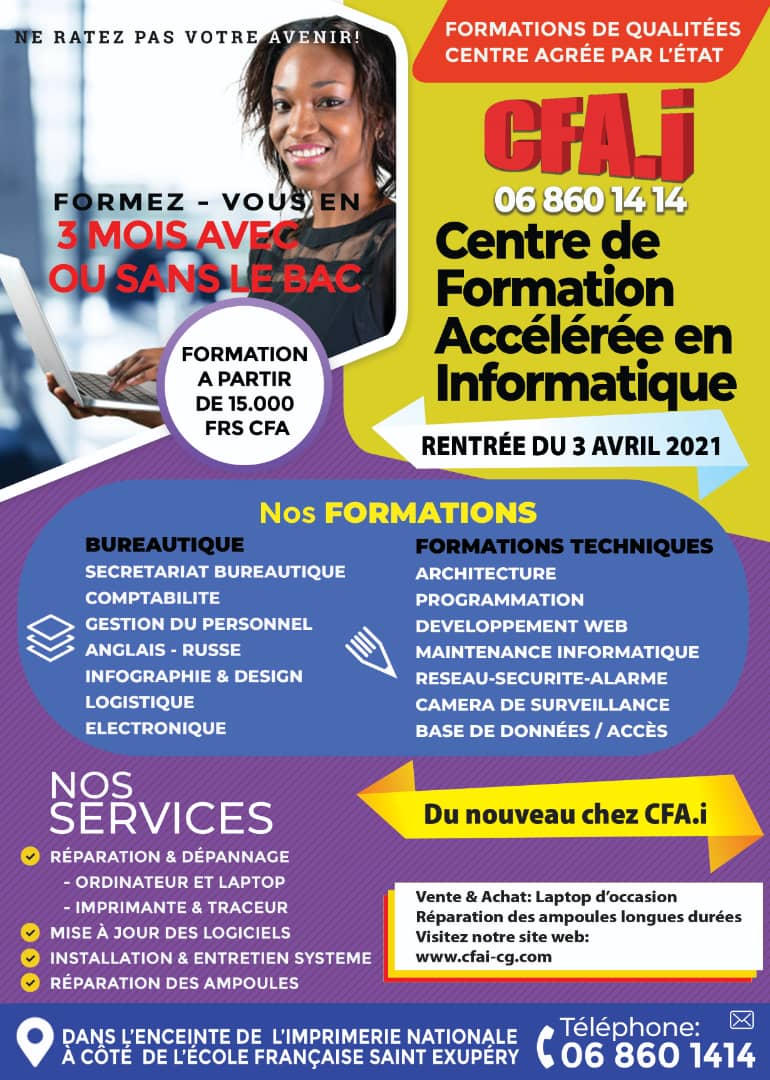 NE RATEZ PAS VOTRE AVENIR!
FORMATIONS DE QUALITÉES
CENTRE AGRÉE PAR L'ÉTAT
CFA.i
06 860 14 14
Centre de
Formation
Accélérée en
Informatique
FORMEZ - VOUS EN
3 MOIS AVEC
OU SANS LE BAC
FORMATION
A PARTIR
DE 15.000
FRS CFA
RENTRÉE DU 3 AVRIL 2021
Nos FORMATIONS
BUREAUTIQUE
SECRETARIAT BUREAUTIQUE
COMPTABILITE
GESTION DU PERSONNEL
ANGLAIS - RUSSE
INFOGRAPHIE & DESIGN
LOGISTIQUE
ELECTRONIQUE
FORMATIONS TECHNIQUES
ARCHITECTURE
PROGRAMMATION
DEVELOPPEMENT WEB
MAINTENANCE INFORMATIQUE
RESEAU-SECURITE-ALARME
CAMERA DE SURVEILLANCE
BASE DE DONNÉES / ACCÈS
NOS
SERVICES
RÉPARATION & DÉPANNAGE
- ORDINATEUR ET LAPTOP
- IMPRIMANTE & TRACEUR
MISE À JOUR DES LOGICIELS
INSTALLATION & ENTRETIEN SYSTEME
RÉPARATION DES AMPOULES
Du nouveau chez CFA.i
Vente & Achat: Laptop d'occasion
Réparation des ampoules longues durées
Visitez notre site web:
www.cfai-cg.com
DANS L'ENCEINTE DE L'IMPRIMERIE NATIONALE
À CÔTÉ DE L'ÉCOLE FRANÇAISE SAINT EXUPÉRY
Téléphone:
06 860 1414